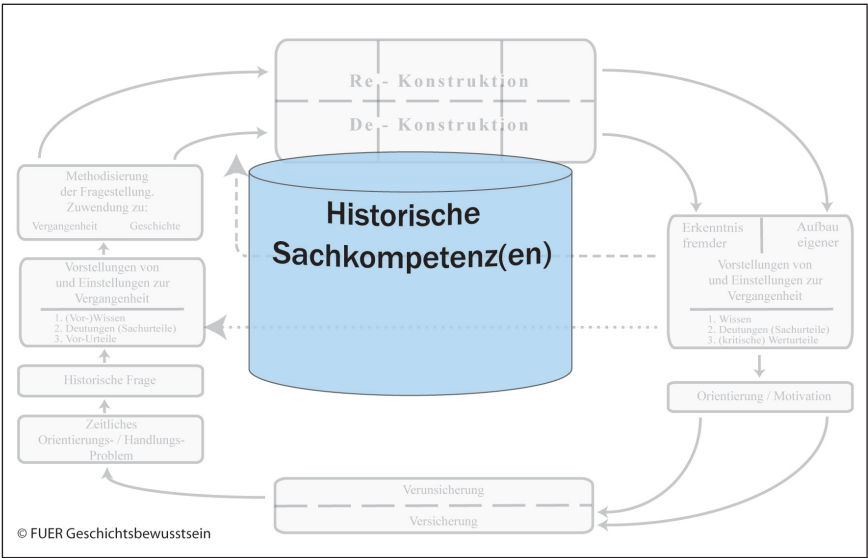 Re - Konstruktion
De - Konstruktion
Historische
Sachkompetenz(en)
Methodisierung
der Fragestellung.
Zuwendung zu:
Vergangenheit Geschichte
Vorstellungen von
und Einstellungen zur
Vergangenheit
1. (Vor-)Wissen
2. Deutungen (Sachurteile)
3. Vor-Urteile
Historische Frage
Zeitliches
Orientierungs- / Handlungs-
Problem
Erkenntnis
fremder
Aufbau
eigener
Vorstellungen von
und Einstellungen zur
Vergangenheit
1. Wissen
2. Deutungen (Sachurteile)
3. (kritische) Werturteile
Orientierung / Motivation
Verunsicherung
Versicherung
© FUER Geschichtsbewusstsein